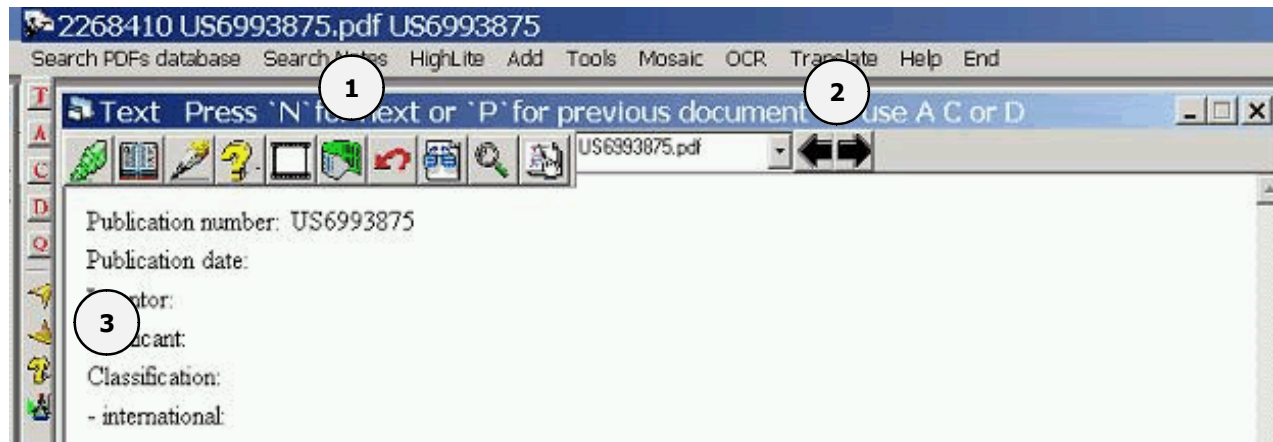 2268410 US6993875.pdf US6993875
Search PDFs database Search Notes HighLite Add Tools Mosaic OCR Translate Help End
Text Press `N` for next or `P` for previous document use A C or D
US6993875.pdf
T
A
C
D
Q
Publication number: US6993875
Publication date:
Classification:
- international:
1
2
3